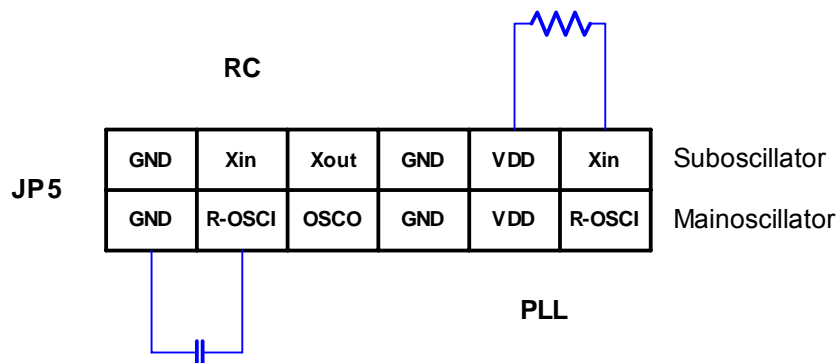 RC
GND Xin Xout GND VDD Xin Suboscillator
JP5
GND R-OSCI OSCO GND VDD R-OSCI Mainoscillator
PLL